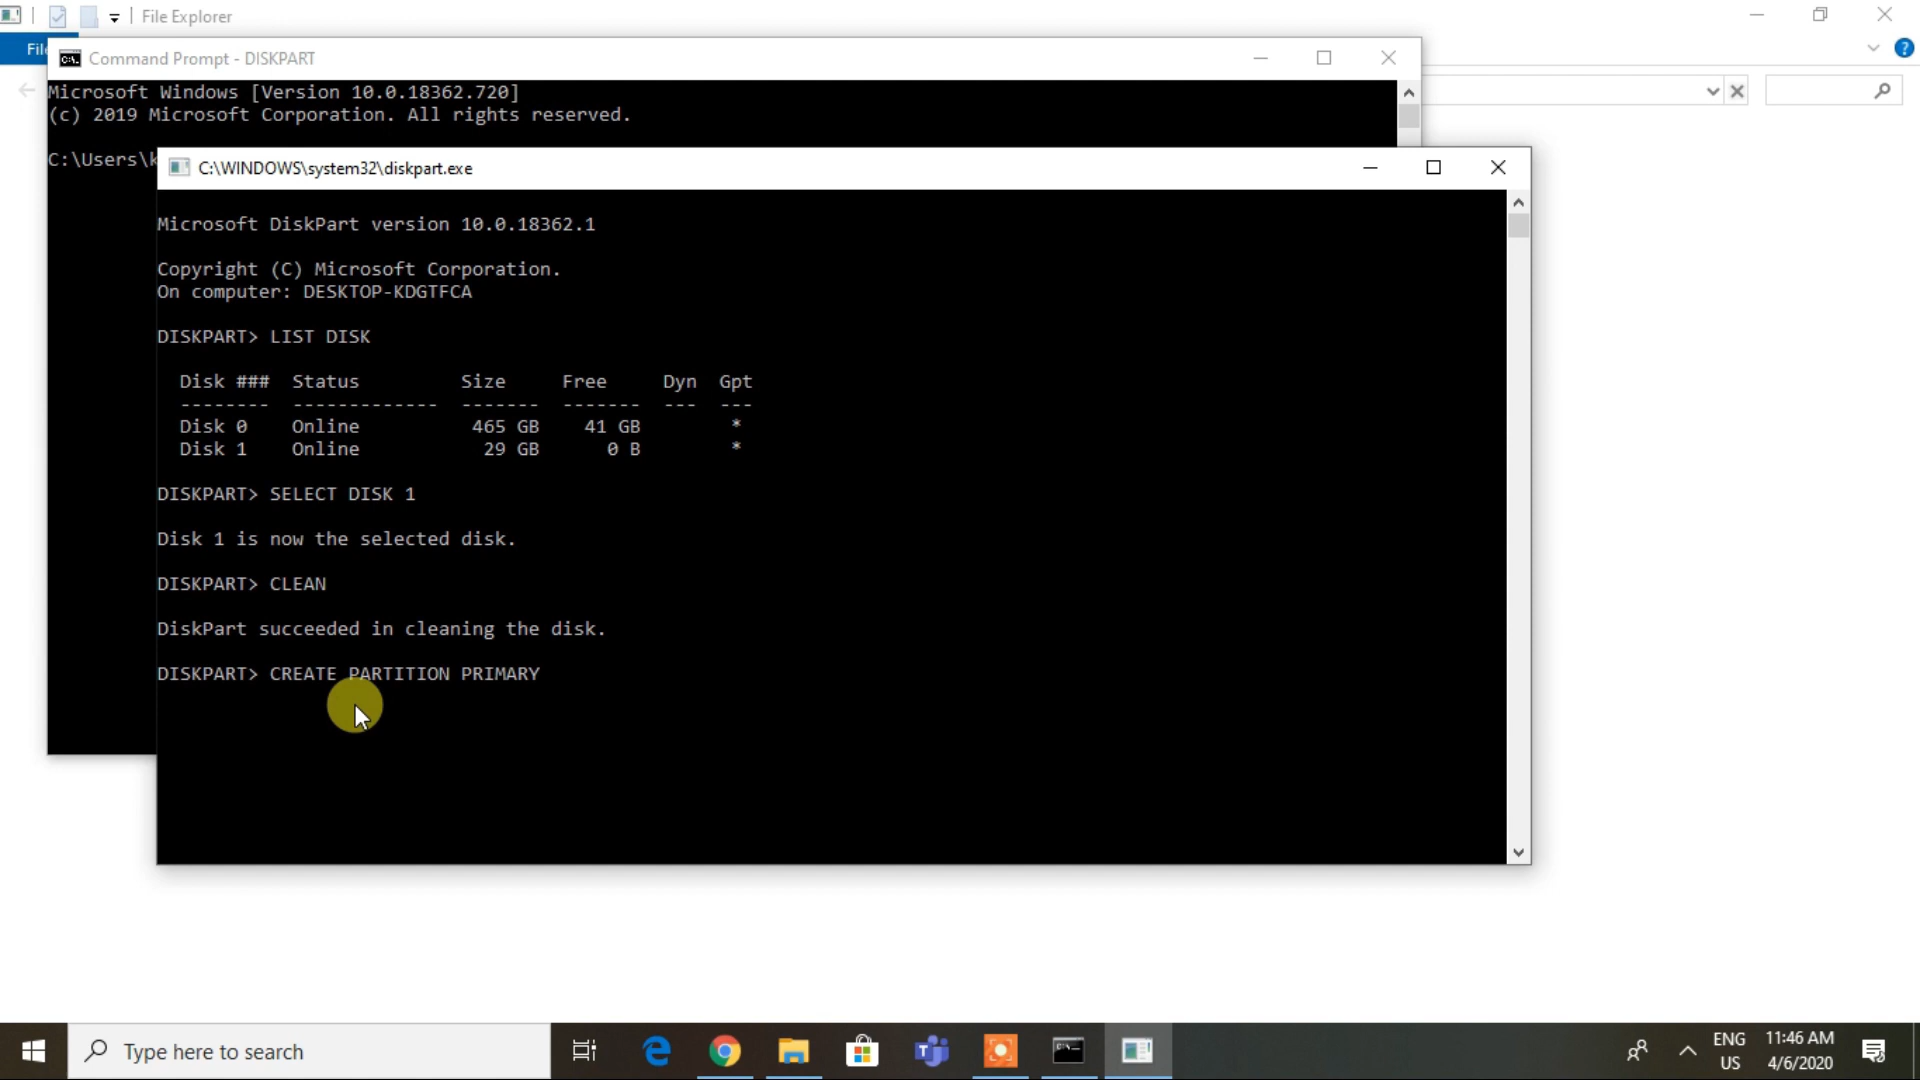 File Explorer
File
Command Prompt - DISKPART
Microsoft Windows [Version 10.0.18362.720]
(c) 2019 Microsoft Corporation. All rights reserved.
C:\Users\k
C:\WINDOWS\system32\diskpart.exe
Microsoft DiskPart version 10.0.18362.1
Copyright (C) Microsoft Corporation.
On computer: DESKTOP-KDGTFCA
DISKPART> LIST DISK
Disk ### Status Size Free Dyn Gpt
-------- ------------- ------- ------- --- ---
Disk 0 Online 465 GB 41 GB *
Disk 1 Online 29 GB 0 B *
DISKPART> SELECT DISK 1
Disk 1 is now the selected disk.
DISKPART> CLEAN
DiskPart succeeded in cleaning the disk.
DISKPART> CREATE PARTITION PRIMARY
Type here to search
ENG
US
11:46 AM
4/6/2020